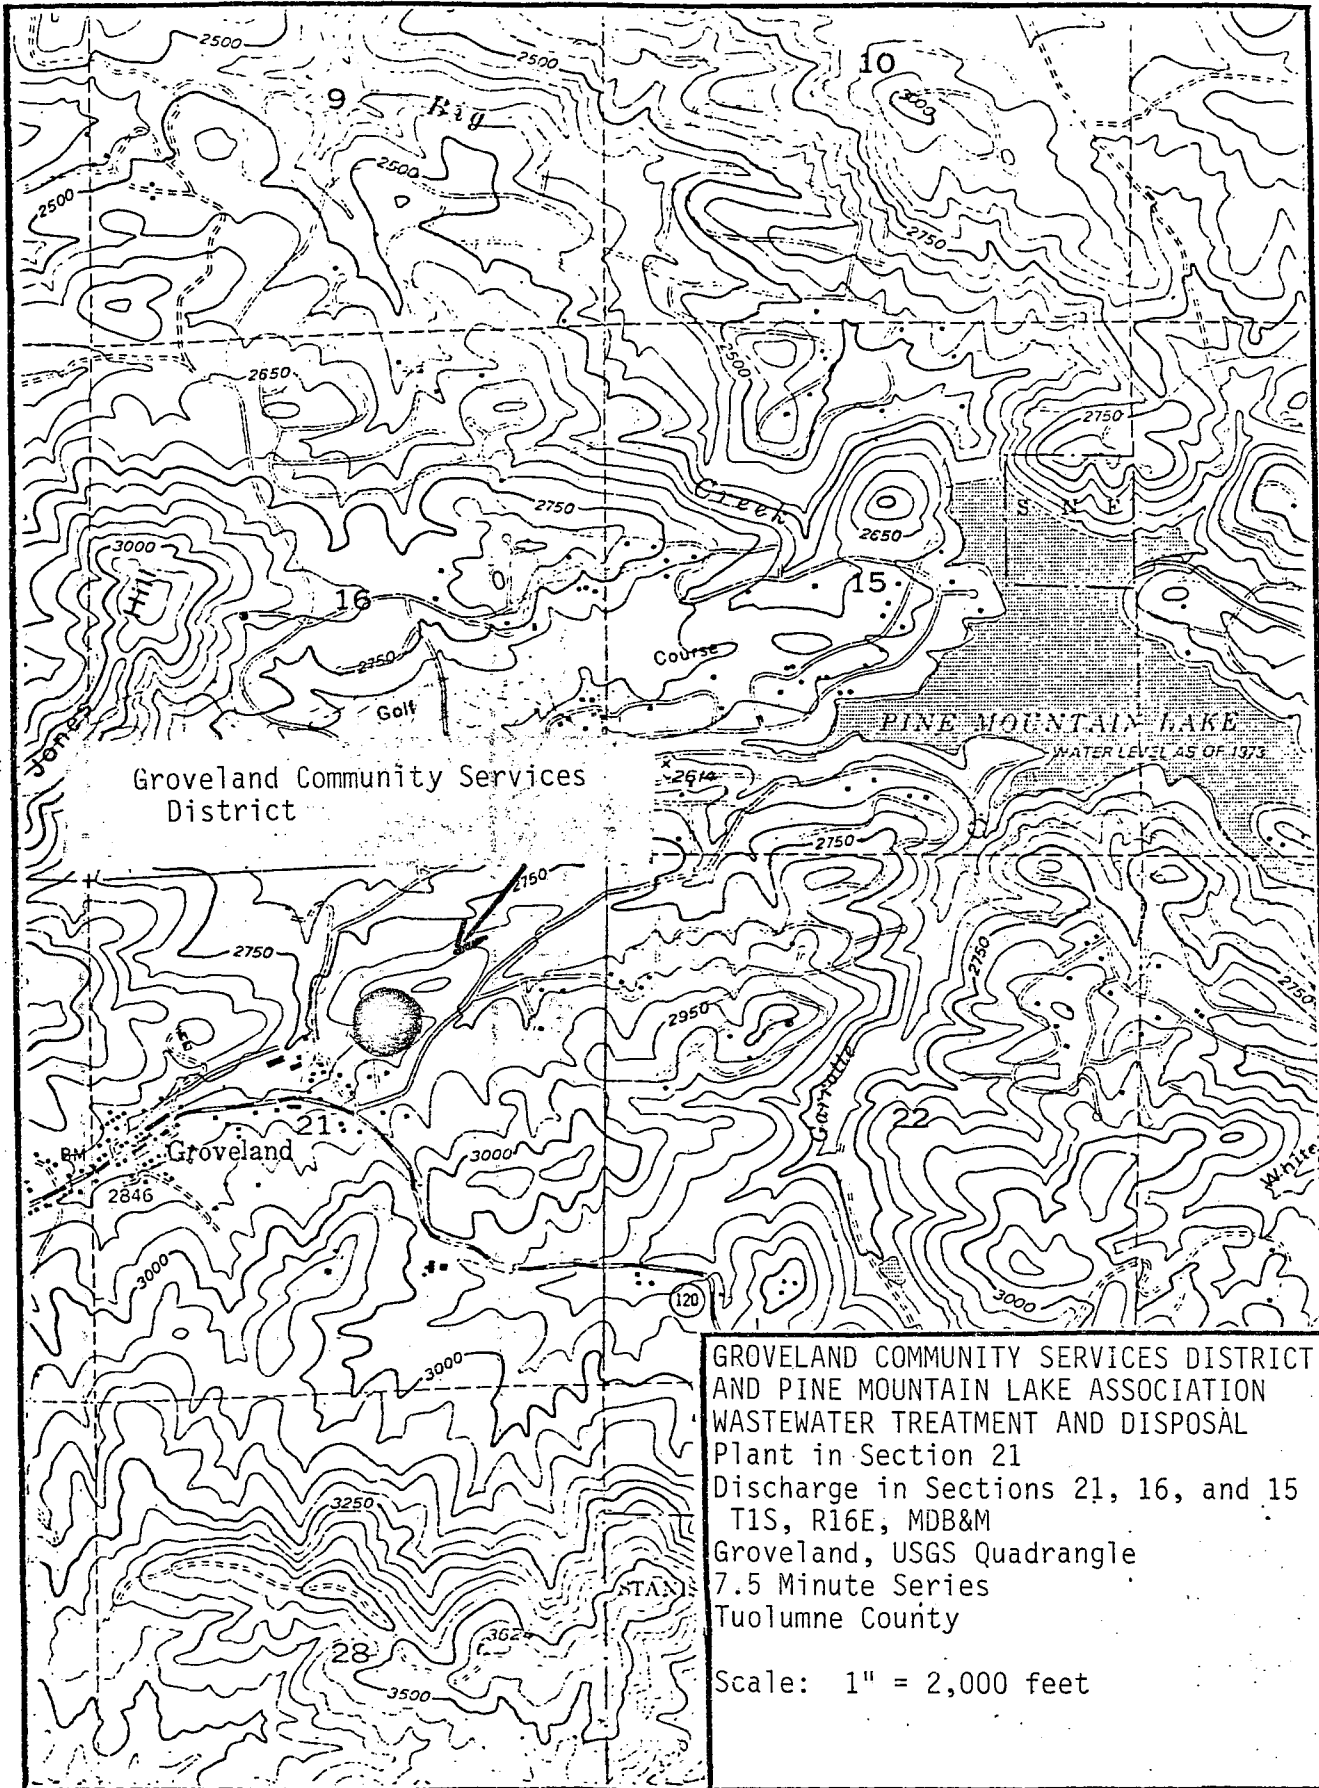 2500
2500
10
9
Big
3000
2500
2500
2750
2500
2650
2750
Creek
2750
S N F
2650
3000
Hill
16
15
Course
2750
Golf
Jones
PINE MOUNTAIN LAKE
WATER LEVEL AS OF 1973
Groveland Community Services
District
×2614
2750
2750
2750
2750
2750
2950
Garrotte
21
22
BM
Groveland
3000
2846
White
3000
120
3000
3000
GROVELAND COMMUNITY SERVICES DISTRICT
AND PINE MOUNTAIN LAKE ASSOCIATION
WASTEWATER TREATMENT AND DISPOSAL
Plant in Section 21
Discharge in Sections 21, 16, and 15
T1S, R16E, MDB&M
Groveland, USGS Quadrangle
7.5 Minute Series
Tuolumne County
Scale: 1" = 2,000 feet
3250
STANIS
28
3624
3500